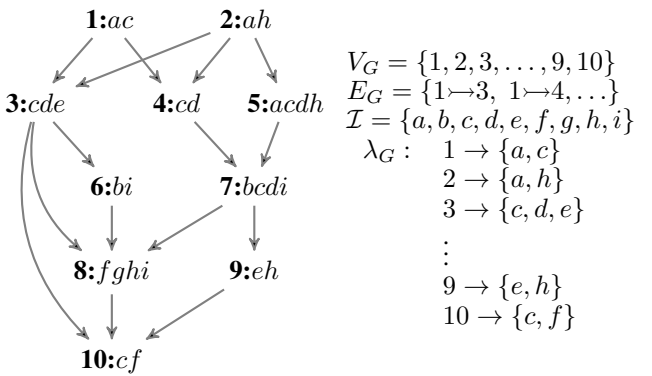 1:ac 2:ah
3:cde 4:cd 5:acdh
6:bi 7:bcdi
8:fghi 9:eh
10:cf
V_G = {1, 2, 3, . . . , 9, 10}
E_G = {1↣3, 1↣4, . . .}
ℐ = {a, b, c, d, e, f, g, h, i}
λ_G : 1 → {a, c}
2 → {a, h}
3 → {c, d, e}
⋮
9 → {e, h}
10 → {c, f}